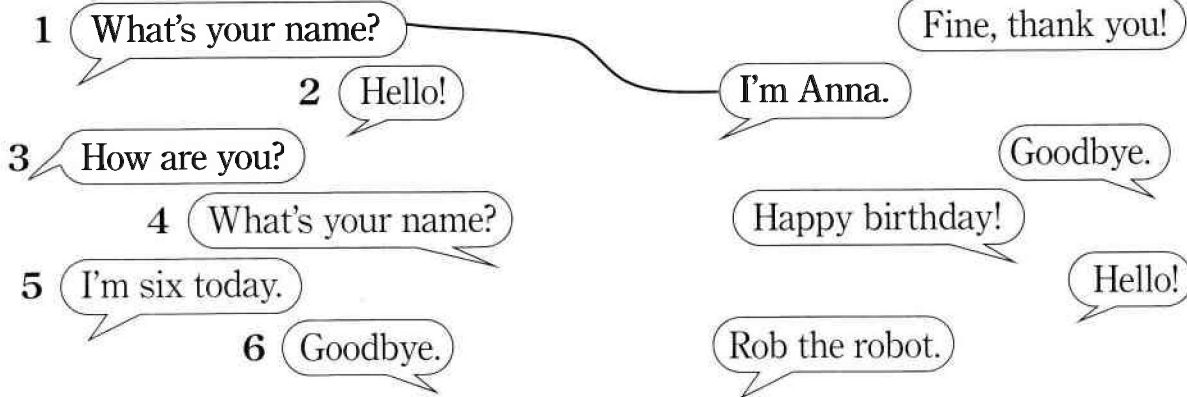 1 What's your name?
Fine, thank you!
2 Hello!
I'm Anna.
3 How are you?
Goodbye.
4 What's your name?
Happy birthday!
5 I'm six today.
Hello!
6 Goodbye.
Rob the robot.